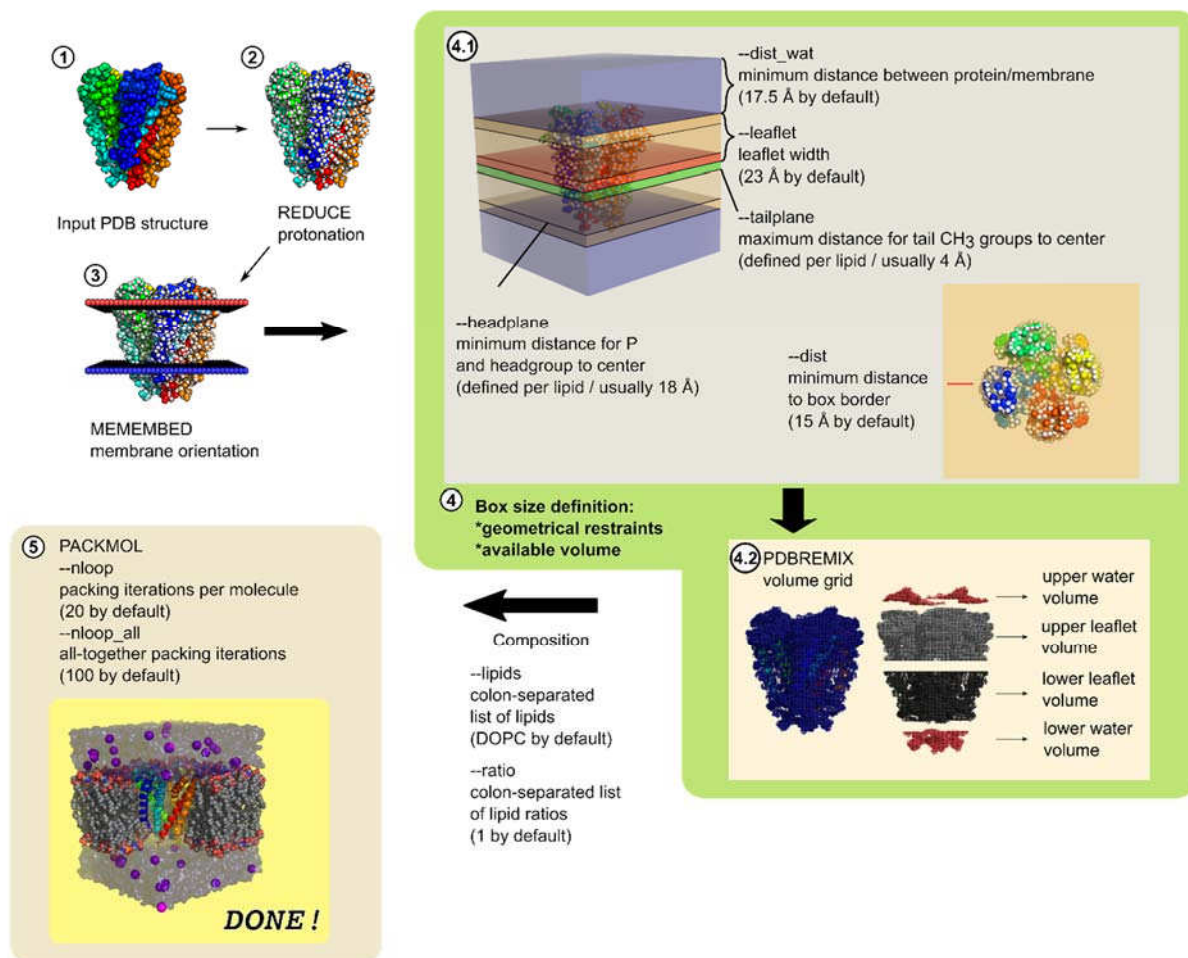 1
Input PDB structure
2
REDUCE
protonation
3
MEMEMBED
membrane orientation
4.1
--dist_wat
minimum distance between protein/membrane
(17.5 Å by default)
--leaflet
leaflet width
(23 Å by default)
--tailplane
maximum distance for tail CH3 groups to center
(defined per lipid / usually 4 Å)
--headplane
minimum distance for P
and headgroup to center
(defined per lipid / usually 18 Å)
--dist
minimum distance
to box border
(15 Å by default)
4
Box size definition:
*geometrical restraints
*available volume
4.2
PDBREMIX
volume grid
upper water
volume
upper leaflet
volume
lower leaflet
volume
lower water
volume
Composition
--lipids
colon-separated
list of lipids
(DOPC by default)
--ratio
colon-separated list
of lipid ratios
(1 by default)
5
PACKMOL
--nloop
packing iterations per molecule
(20 by default)
--nloop_all
all-together packing iterations
(100 by default)
DONE !